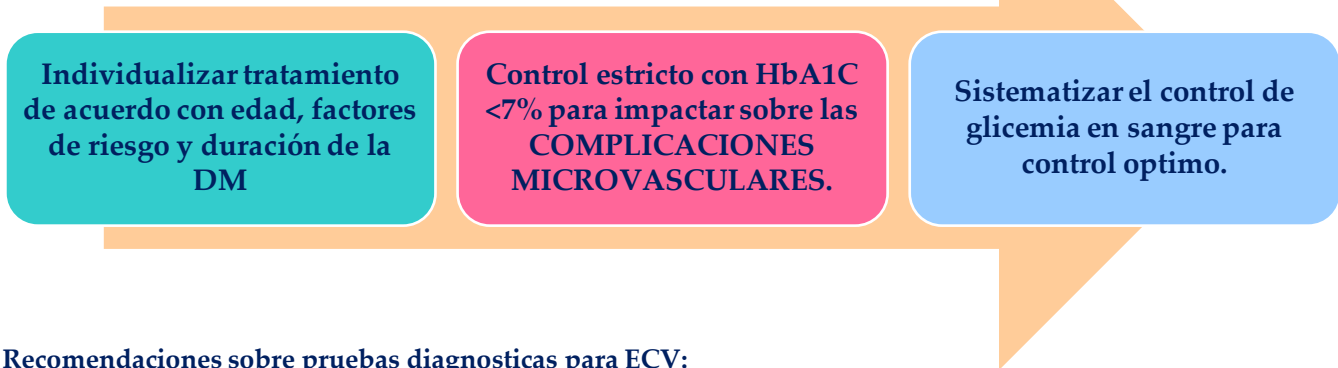 Individualizar tratamiento
de acuerdo con edad, factores
de riesgo y duración de la
DM
Control estricto con HbA1C
<7% para impactar sobre las
COMPLICACIONES
MICROVASCULARES.
Sistematizar el control de
glicemia en sangre para
control optimo.
Recomendaciones sobre pruebas diagnosticas para ECV: